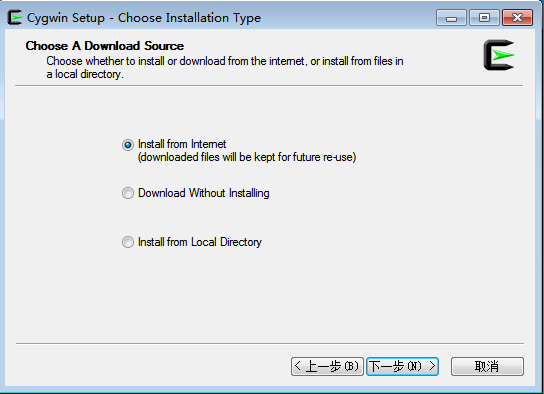 Cygwin Setup - Choose Installation Type
Choose A Download Source
Choose whether to install or download from the internet, or install from files in
a local directory.
Install from Internet
(downloaded files will be kept for future re-use)
Download Without Installing
Install from Local Directory
< 上一步(B)
下一步(N) >
取消